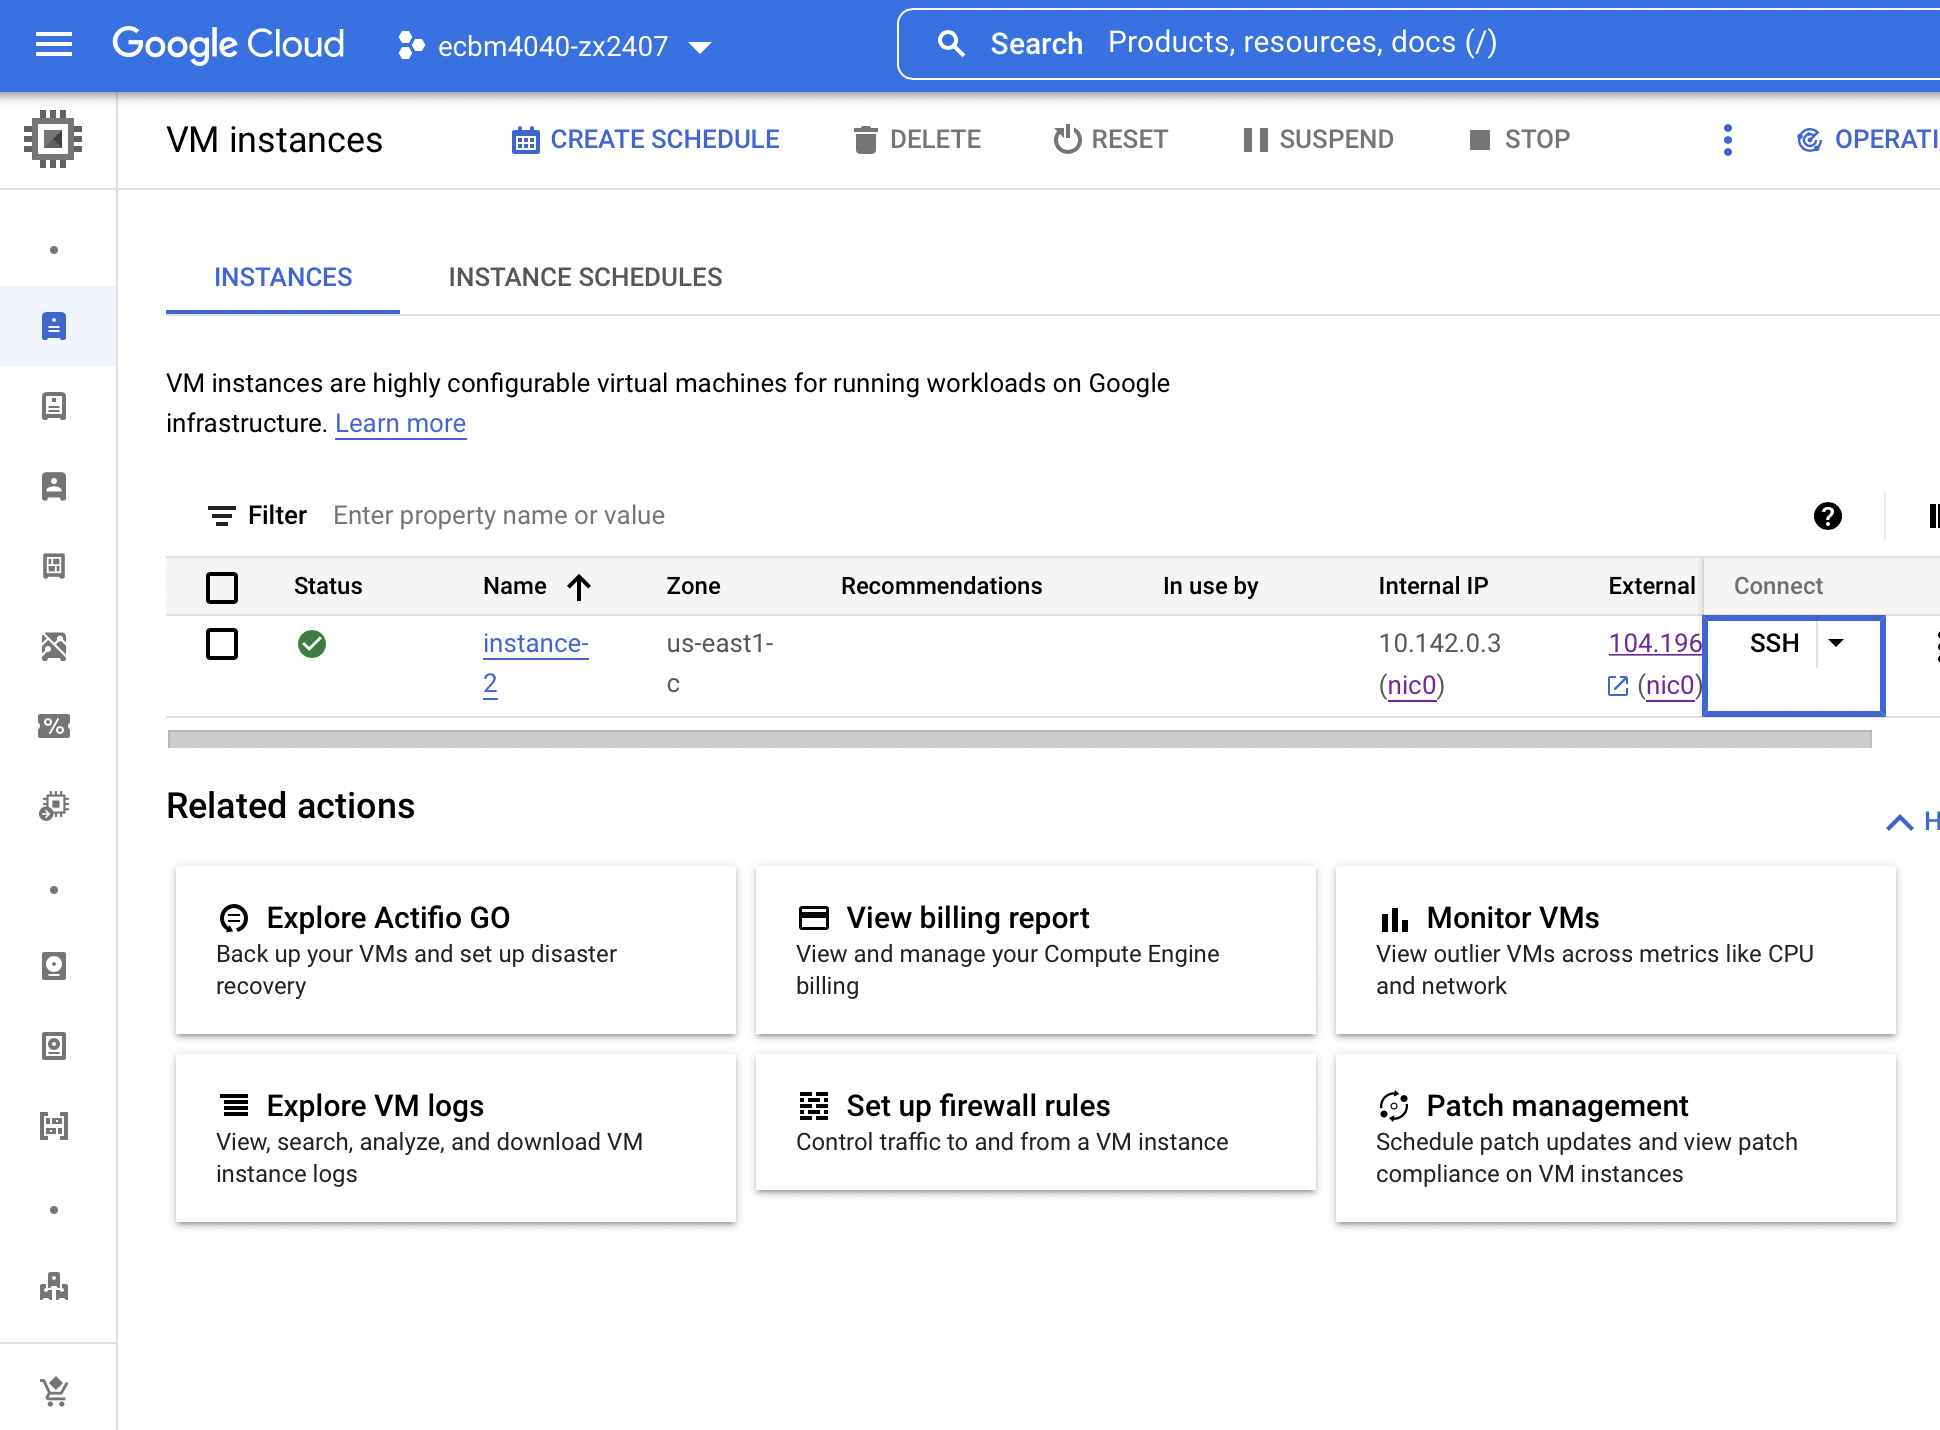 Google Cloud ecbm4040-zx2407 Search Products, resources, docs (/)
VM instances CREATE SCHEDULE DELETE RESET SUSPEND STOP OPERATI
INSTANCES INSTANCE SCHEDULES
VM instances are highly configurable virtual machines for running workloads on Google
infrastructure. Learn more
Filter Enter property name or value
Status Name Zone Recommendations In use by Internal IP External Connect
instance- us-east1- 10.142.0.3 104.196 SSH
2 c (nic0) (nic0)
Related actions
H
Explore Actifio GO
Back up your VMs and set up disaster
recovery
View billing report
View and manage your Compute Engine
billing
Monitor VMs
View outlier VMs across metrics like CPU
and network
Explore VM logs
View, search, analyze, and download VM
instance logs
Set up firewall rules
Control traffic to and from a VM instance
Patch management
Schedule patch updates and view patch
compliance on VM instances